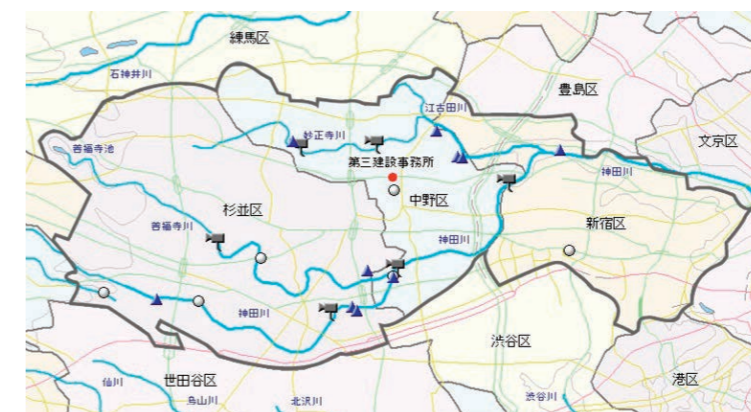 練馬区
石神井川
豊島区
江古田川
妙正寺川
文京区
善福寺池
第三建設事務所
神田川
中野区
杉並区
新宿区
善福寺川
神田川
神田川
渋谷区
世田谷区
港区
仙川
烏山川
北沢川
渋谷川